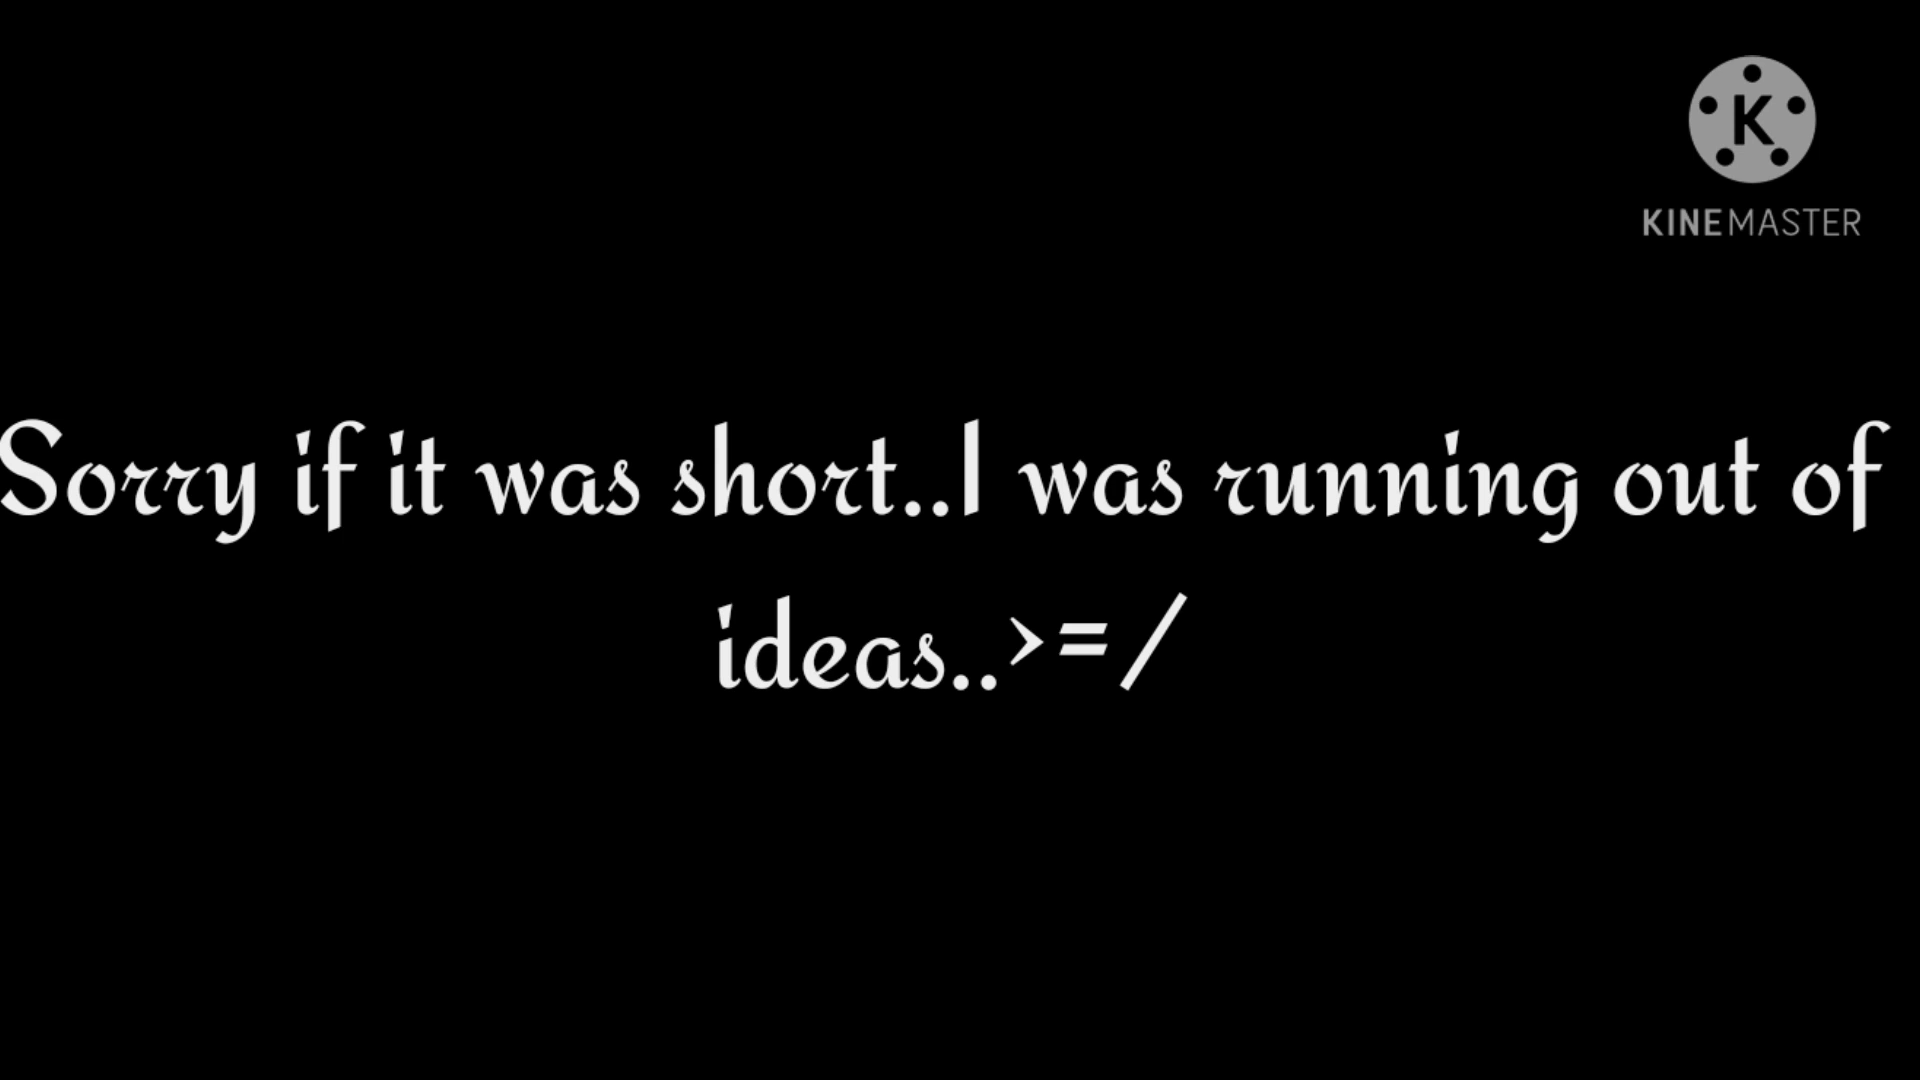 K
KINEMASTER
Sorry if it was short..I was running out of
ideas..>=/